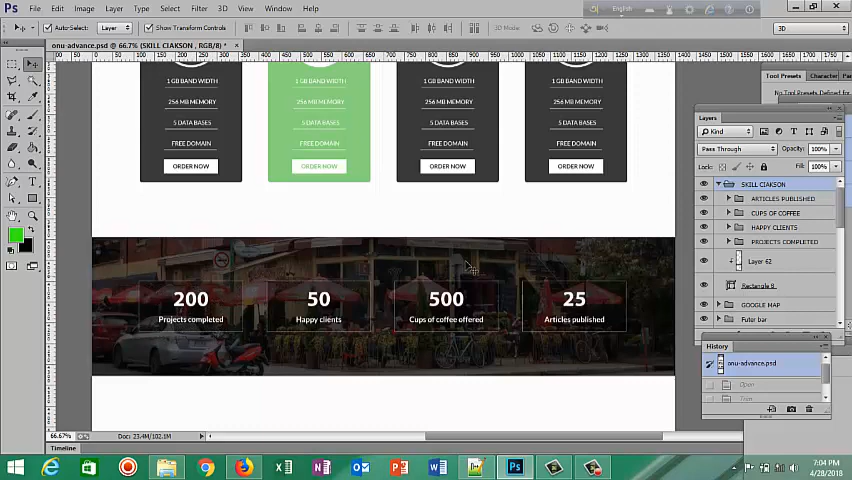 Ps File Edit Image Layer Type Select Filter 3D View Window Help
English
Auto-Select: Layer Show Transform Controls 3D Mode: 3D
onu-advance.psd @ 66.7% (SKILL CIAKSON , RGB/8) * ×
Tool Presets Character
Layers
Kind
Pass Through Opacity: 100%
Lock: Fill: 100%
SKILL CIAKSON
ARTICLES PUBLISHED
CUPS OF COFFEE
HAPPY CLIENTS
PROJECTS COMPLETED
Layer 62
Rectangle 8
GOOGLE MAP
Futer bar
History
onu-advance.psd
Open
1 GB BAND WIDTH 1 GB BAND WIDTH 1 GB BAND WIDTH 1 GB BAND WIDTH
256 MB MEMORY 256 MB MEMORY 256 MB MEMORY 256 MB MEMORY
5 DATA BASES 5 DATA BASES 5 DATA BASES 5 DATA BASES
FREE DOMAIN FREE DOMAIN FREE DOMAIN FREE DOMAIN
ORDER NOW ORDER NOW ORDER NOW ORDER NOW
200 50 500 25
Projects completed Happy clients Cups of coffee offered Articles published
66.67% Doc: 23.4M/102.1M
Timeline
7:04 PM
4/28/2018